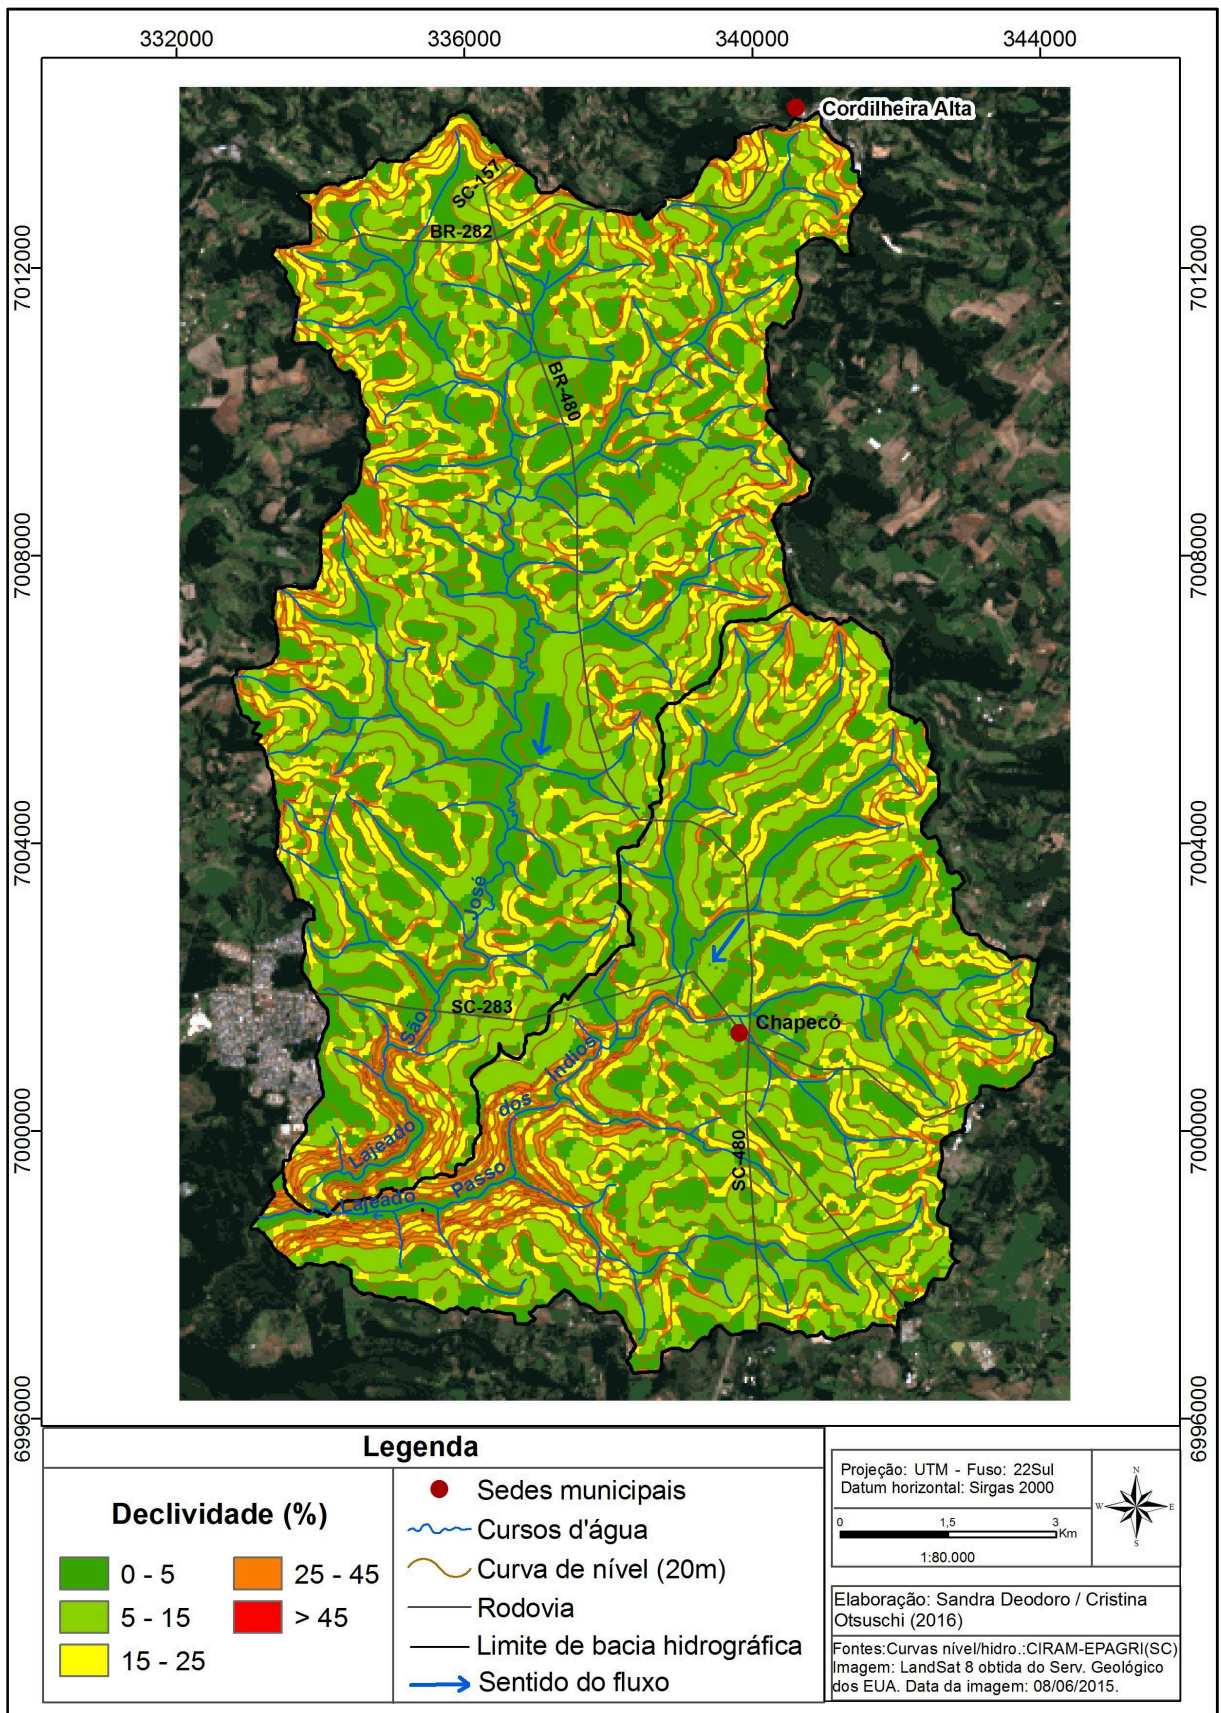 332000
336000
340000
344000
Cordilheira Alta
SC-157
BR-282
7012000
7012000
BR-480
7008000
7008000
7004000
7004000
José
SC-283
São
Chapecó
Índios
dos
7000000
7000000
Lajeado
SC-480
Passo
Lajeado
6996000
6996000
Legenda
Declividade (%)
0 - 5
25 - 45
5 - 15
> 45
15 - 25
Sedes municipais
Cursos d'água
Curva de nível (20m)
Rodovia
Limite de bacia hidrográfica
Sentido do fluxo
Projeção: UTM - Fuso: 22Sul
Datum horizontal: Sirgas 2000
0 1,5 3
Km
1:80.000
N
W E
S
Elaboração: Sandra Deodoro / Cristina
Otsuschi (2016)
Fontes:Curvas nível/hidro.:CIRAM-EPAGRI(SC)
Imagem: LandSat 8 obtida do Serv. Geológico
dos EUA. Data da imagem: 08/06/2015.